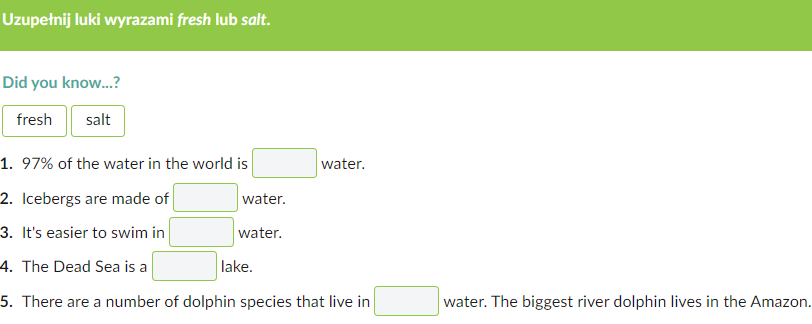 Uzupełnij luki wyrazami fresh lub salt.
Did you know...?
fresh salt
1. 97% of the water in the world is water.
2. Icebergs are made of water.
3. It's easier to swim in water.
4. The Dead Sea is a lake.
5. There are a number of dolphin species that live in water. The biggest river dolphin lives in the Amazon.